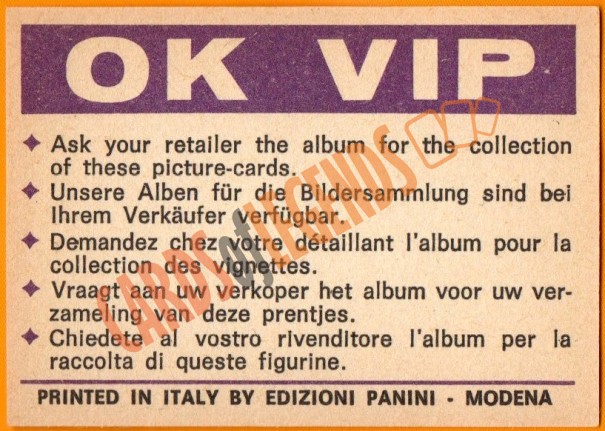 OK VIP
Ask your retailer the album for the collection
of these picture-cards.
Unsere Alben für die Bildersammlung sind bei
Ihrem Verkäufer verfügbar.
Demandez chez votre détaillant l'album pour la
collection des vignettes.
Vraagt aan uw verkoper het album voor uw ver-
zameling van deze prentjes.
Chiedete al vostro rivenditore l'album per la
raccolta di queste figurine.
PRINTED IN ITALY BY EDIZIONI PANINI - MODENA
CARDS of LEGENDS